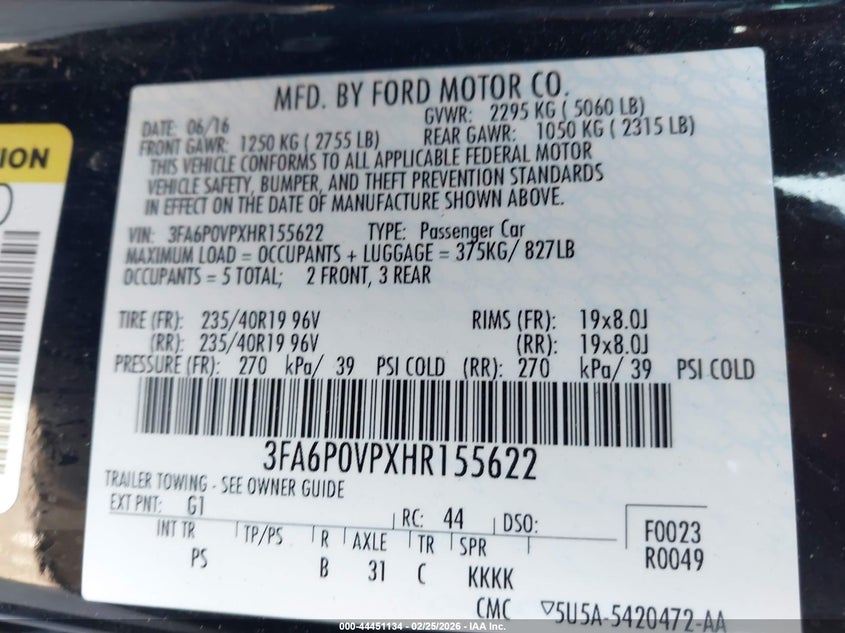 MFD. BY FORD MOTOR CO.
DATE: 06/16 GVWR: 2295 KG ( 5060 LB)
FRONT GAWR: 1250 KG ( 2755 LB) REAR GAWR: 1050 KG ( 2315 LB)
THIS VEHICLE CONFORMS TO ALL APPLICABLE FEDERAL MOTOR
VEHICLE SAFETY, BUMPER, AND THEFT PREVENTION STANDARDS
IN EFFECT ON THE DATE OF MANUFACTURE SHOWN ABOVE.
VIN: 3FA6P0VPXHR155622 TYPE: Passenger Car
MAXIMUM LOAD = OCCUPANTS + LUGGAGE = 375KG/ 827LB
OCCUPANTS = 5 TOTAL; 2 FRONT, 3 REAR
TIRE (FR): 235/40R19 96V RIMS (FR): 19x8.0J
(RR): 235/40R19 96V (RR): 19x8.0J
PRESSURE (FR): 270 kPa/ 39 PSI COLD (RR): 270 kPa/ 39 PSI COLD
3FA6P0VPXHR155622
TRAILER TOWING - SEE OWNER GUIDE
EXT PNT: G1 RC: 44 DSO:
INT TR TP/PS R AXLE TR SPR
PS B 31 C KKKK
F0023
R0049
CMC 5U5A-5420472-AA
000-44451134 - 02/25/2026 - IAA Inc.